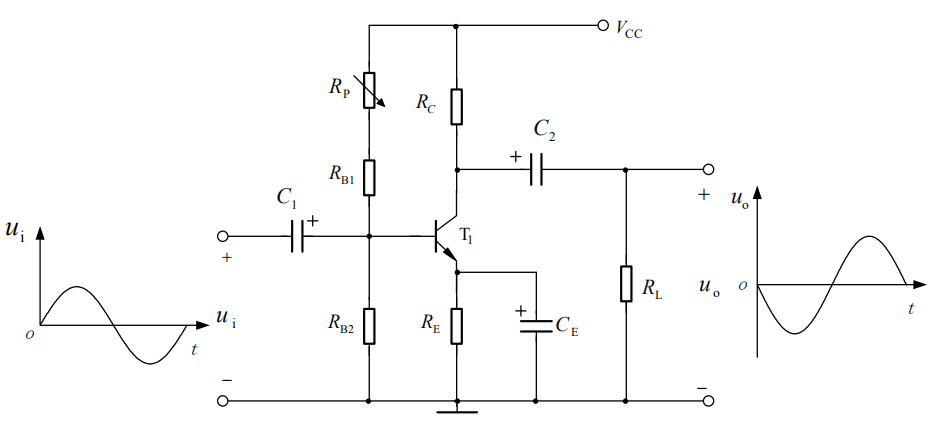 V_CC
R_P
R_C
C_2
+
R_B1
+
u_o
C_1
+
u_i
T_1
+
R_L
u_o
o
t
o
t
u_i
R_B2
R_E
+
C_E
−
−